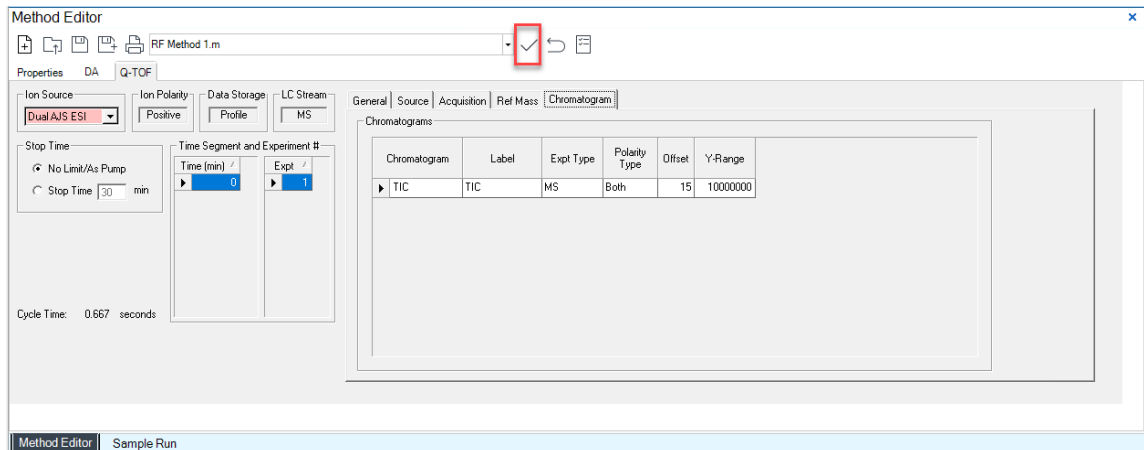 Method Editor
RF Method 1.m
Properties DA Q-TOF
Ion Source Ion Polarity Data Storage LC Stream
Dual AJS ESI Positive Profile MS
General Source Acquisition Ref Mass Chromatogram
Chromatograms
Stop Time Time Segment and Experiment #
No Limit/As Pump
Stop Time 30 min
Time (min) Expt
0 1
Chromatogram Label Expt Type Polarity Type Offset Y-Range
TIC TIC MS Both 15 10000000
Cycle Time: 0.667 seconds
Method Editor Sample Run